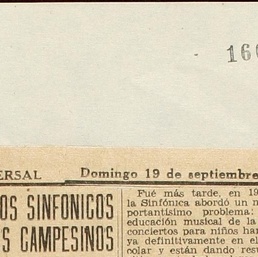 160
ERSAL Domingo 19 de septiembre
OS SINFONICOS
S CAMPESINOS
Fué más tarde, en 19
la Sinfónica abordó un n
portantísimo problema:
educación musical de la
conciertos para niños han
ya definitivamente en el
colar y están dando resu